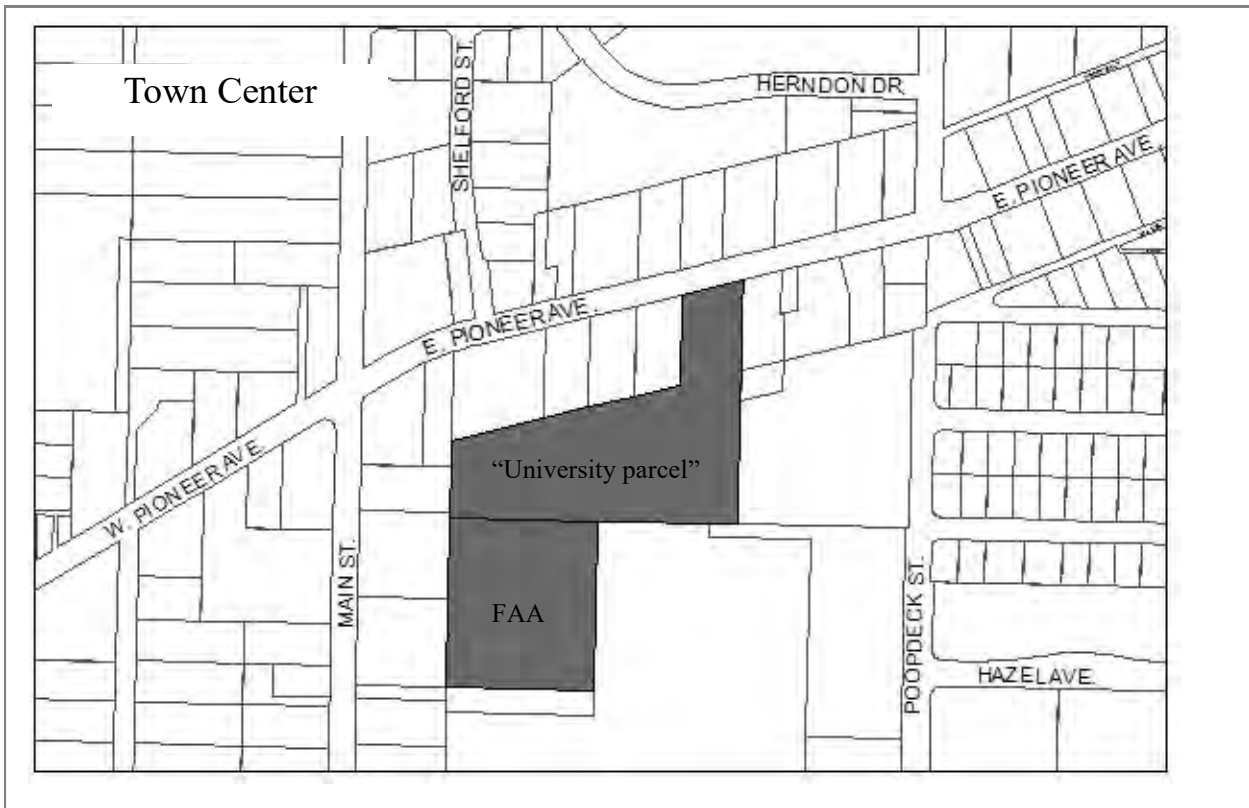 Town Center
SHELFORD ST.
HERNDON DR.
E. PIONEER AVE.
E. PIONEER AVE.
W. PIONEER AVE.
"University parcel"
FAA
MAIN ST.
POOPDECK ST.
HAZEL AVE.